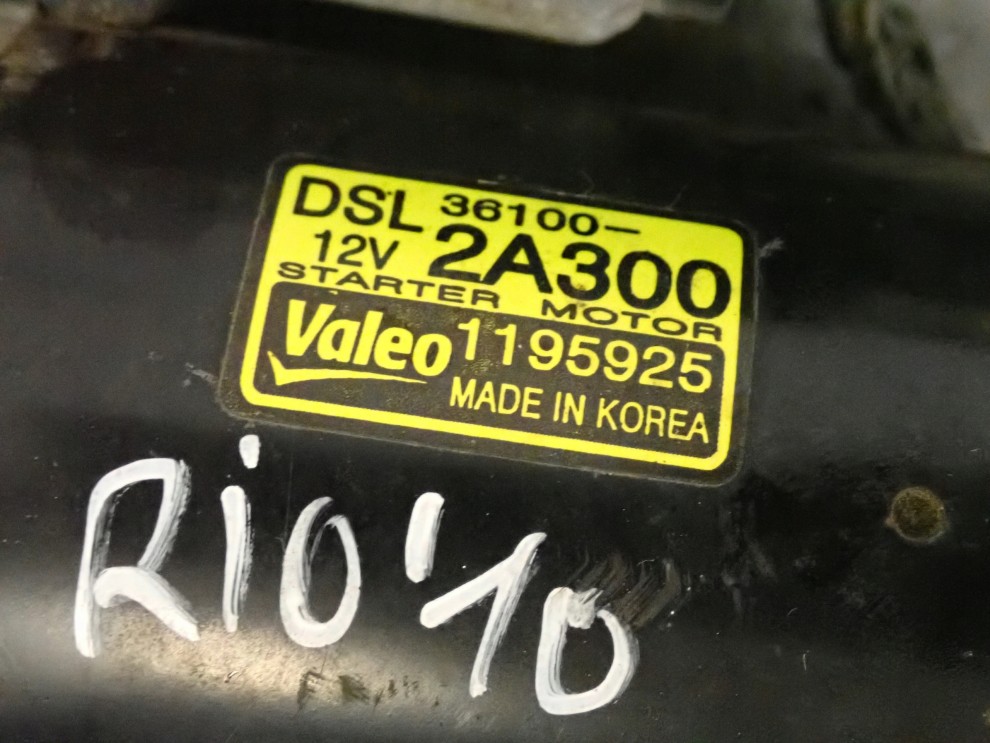 DSL 36100-
12V 2A300
STARTER MOTOR
Valeo 1195925
MADE IN KOREA
Rio '10